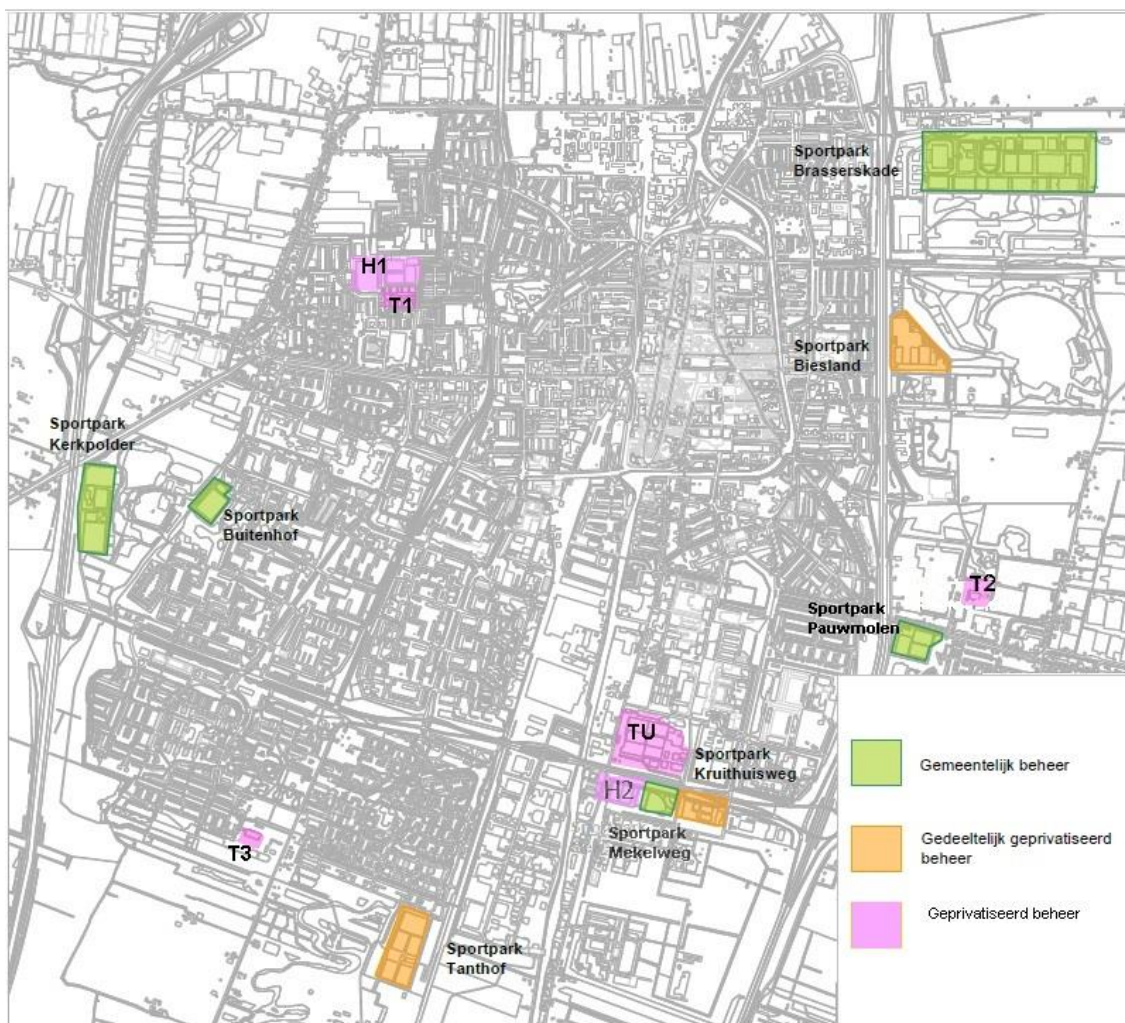 Sportpark
Brasserskade
H1
T1
Sportpark
Biesland
Sportpark
Kerkpolder
Sportpark
Buitenhof
T2
Sportpark
Pauwmolen
TU
Sportpark
Kruithuisweg
H2
Sportpark
Mekelweg
T3
Sportpark
Tanthof
Gemeentelijk beheer
Gedeeltelijk geprivatiseerd
beheer
Geprivatiseerd beheer